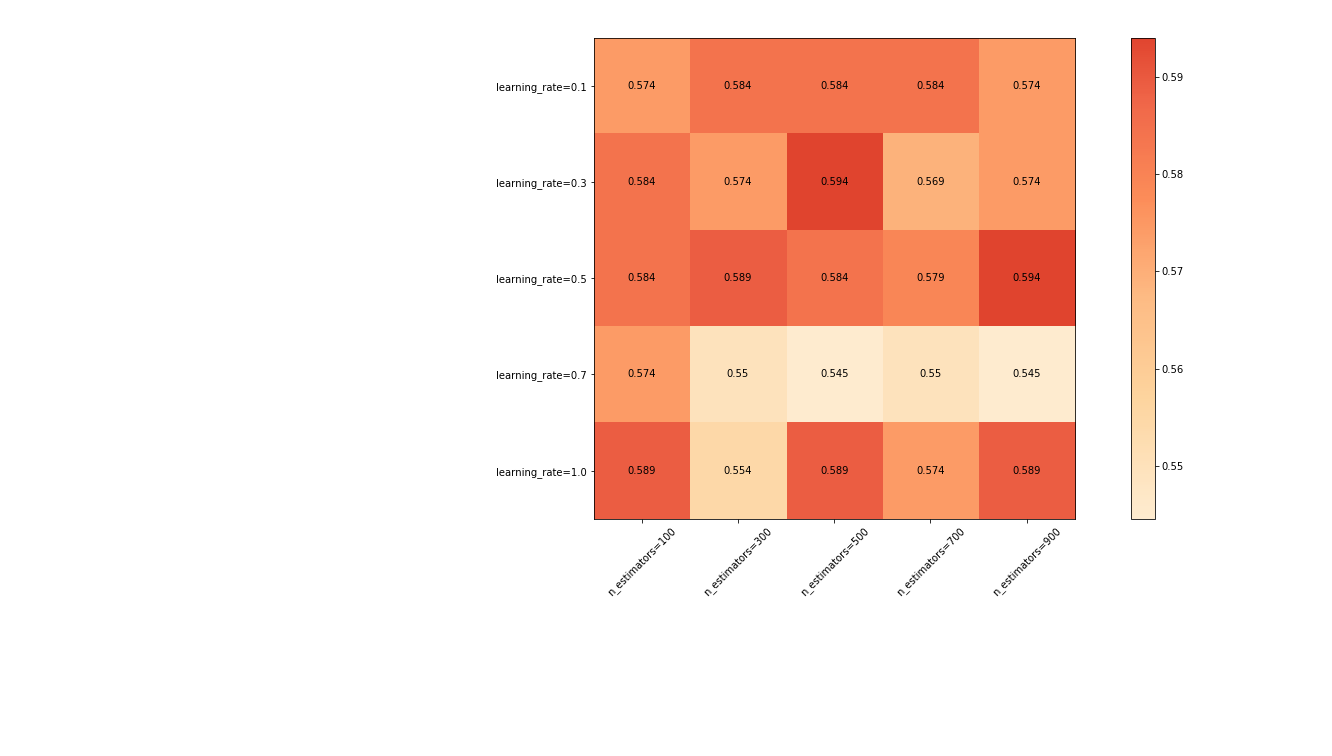 learning_rate=0.1 0.574 0.584 0.584 0.584 0.574
learning_rate=0.3 0.584 0.574 0.594 0.569 0.574
learning_rate=0.5 0.584 0.589 0.584 0.579 0.594
learning_rate=0.7 0.574 0.55 0.545 0.55 0.545
learning_rate=1.0 0.589 0.554 0.589 0.574 0.589
n_estimators=100 n_estimators=300 n_estimators=500 n_estimators=700 n_estimators=900
0.59
0.58
0.57
0.56
0.55